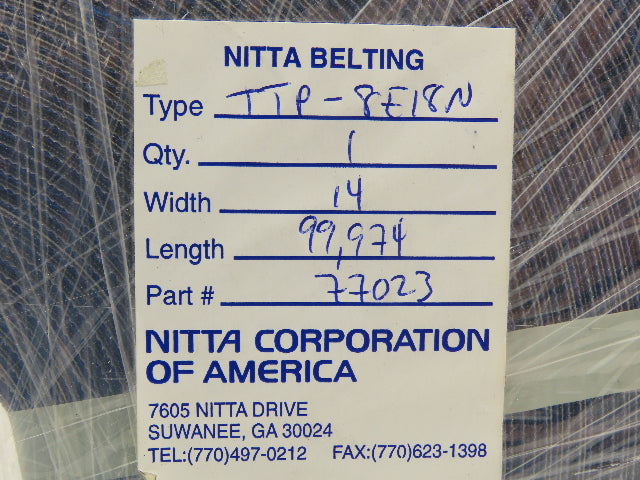 NITTA BELTING
Type TTP-8E18N
Qty. 1
Width 14
Length 99,974
Part # 77023
NITTA CORPORATION
OF AMERICA
7605 NITTA DRIVE
SUWANEE, GA 30024
TEL:(770)497-0212 FAX:(770)623-1398